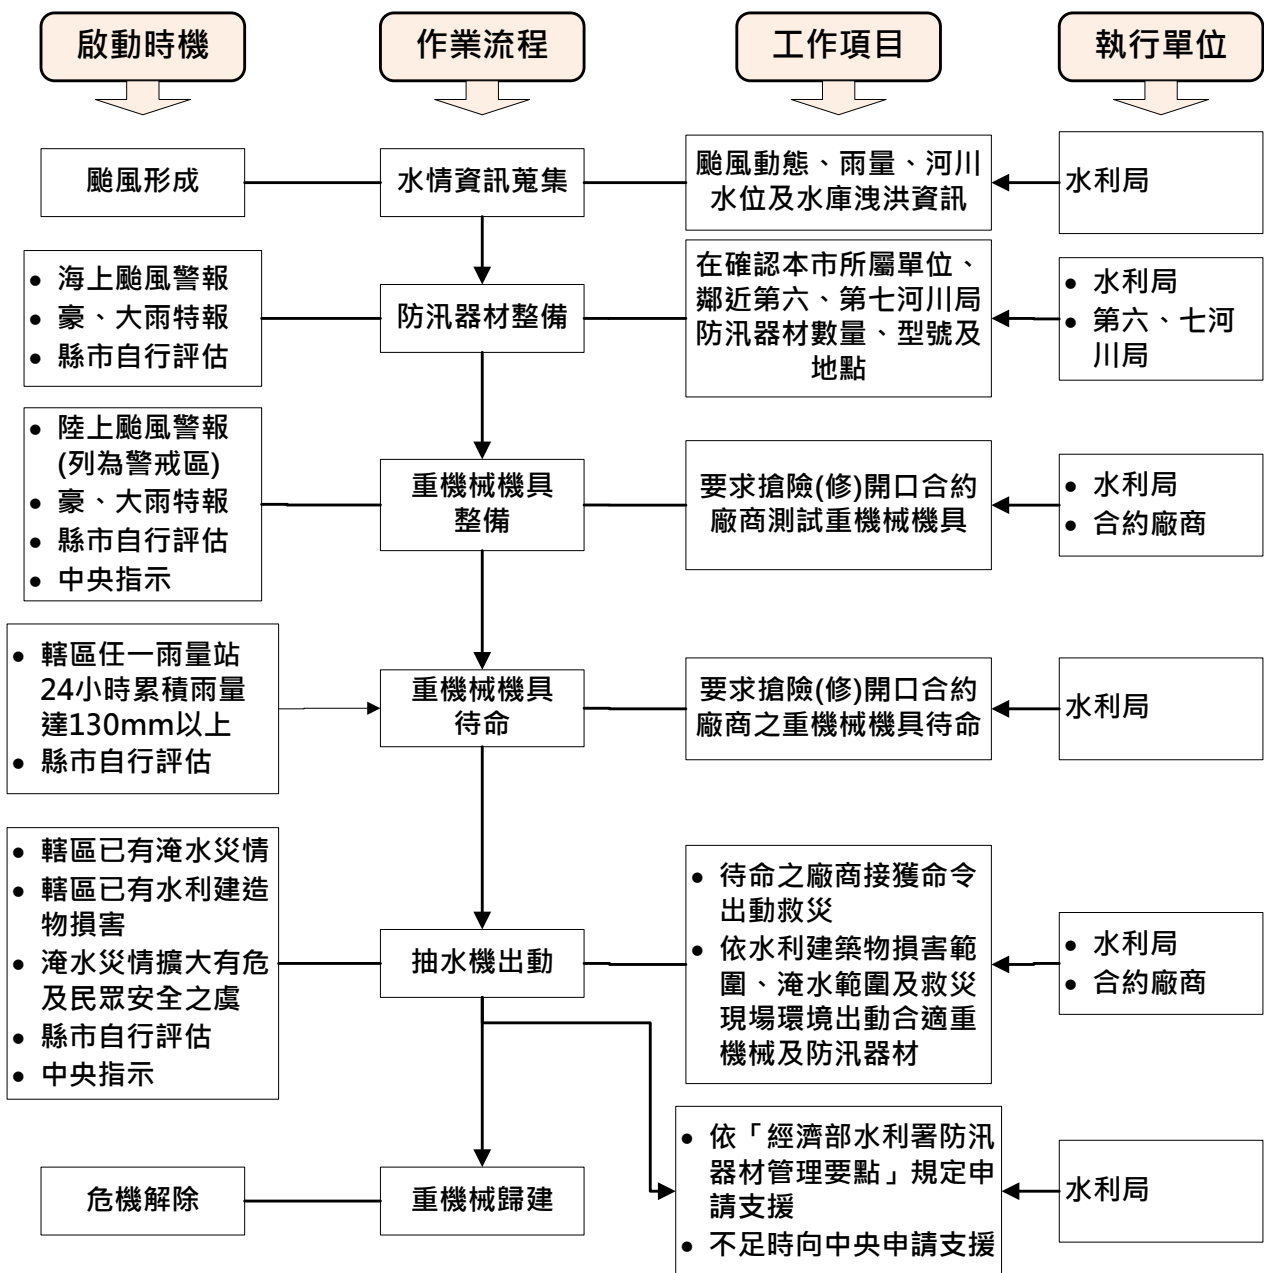 啟動時機
作業流程
工作項目
執行單位
颱風形成
水情資訊蒐集
颱風動態、雨量、河川
水位及水庫洩洪資訊
水利局
• 海上颱風警報
• 豪、大雨特報
• 縣市自行評估
防汛器材整備
在確認本市所屬單位、
鄰近第六、第七河川局
防汛器材數量、型號及
地點
• 水利局
• 第六、七河
川局
• 陸上颱風警報
(列為警戒區)
• 豪、大雨特報
• 縣市自行評估
• 中央指示
重機械機具
整備
要求搶險(修)開口合約
廠商測試重機械機具
• 水利局
• 合約廠商
• 轄區任一雨量站
24小時累積雨量
達130mm以上
• 縣市自行評估
重機械機具
待命
要求搶險(修)開口合約
廠商之重機械機具待命
水利局
• 轄區已有淹水災情
• 轄區已有水利建造
物損害
• 淹水災情擴大有危
及民眾安全之虞
• 縣市自行評估
• 中央指示
抽水機出動
• 待命之廠商接獲命令
出動救災
• 依水利建築物損害範
圍、淹水範圍及救災
現場環境出動合適重
機械及防汛器材
• 水利局
• 合約廠商
危機解除
重機械歸建
• 依「經濟部水利署防汛
器材管理要點」規定申
請支援
• 不足時向中央申請支援
水利局